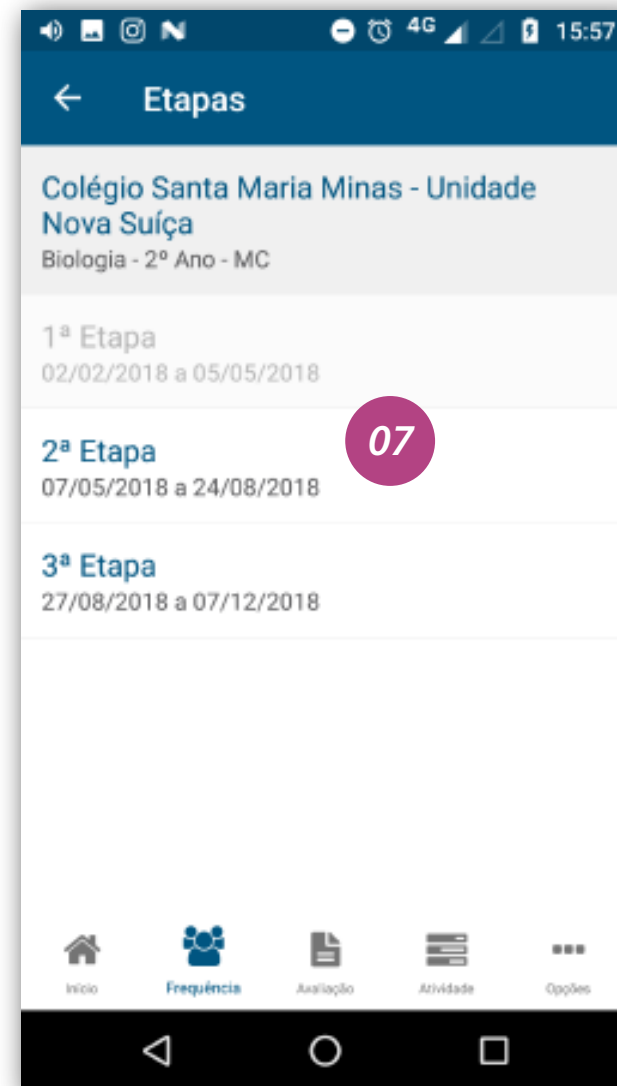 4G 15:57
Etapas
Colégio Santa Maria Minas - Unidade
Nova Suíça
Biologia - 2º Ano - MC
1ª Etapa
02/02/2018 a 05/05/2018
07
2ª Etapa
07/05/2018 a 24/08/2018
3ª Etapa
27/08/2018 a 07/12/2018
Início Frequência Avaliação Atividade Opções